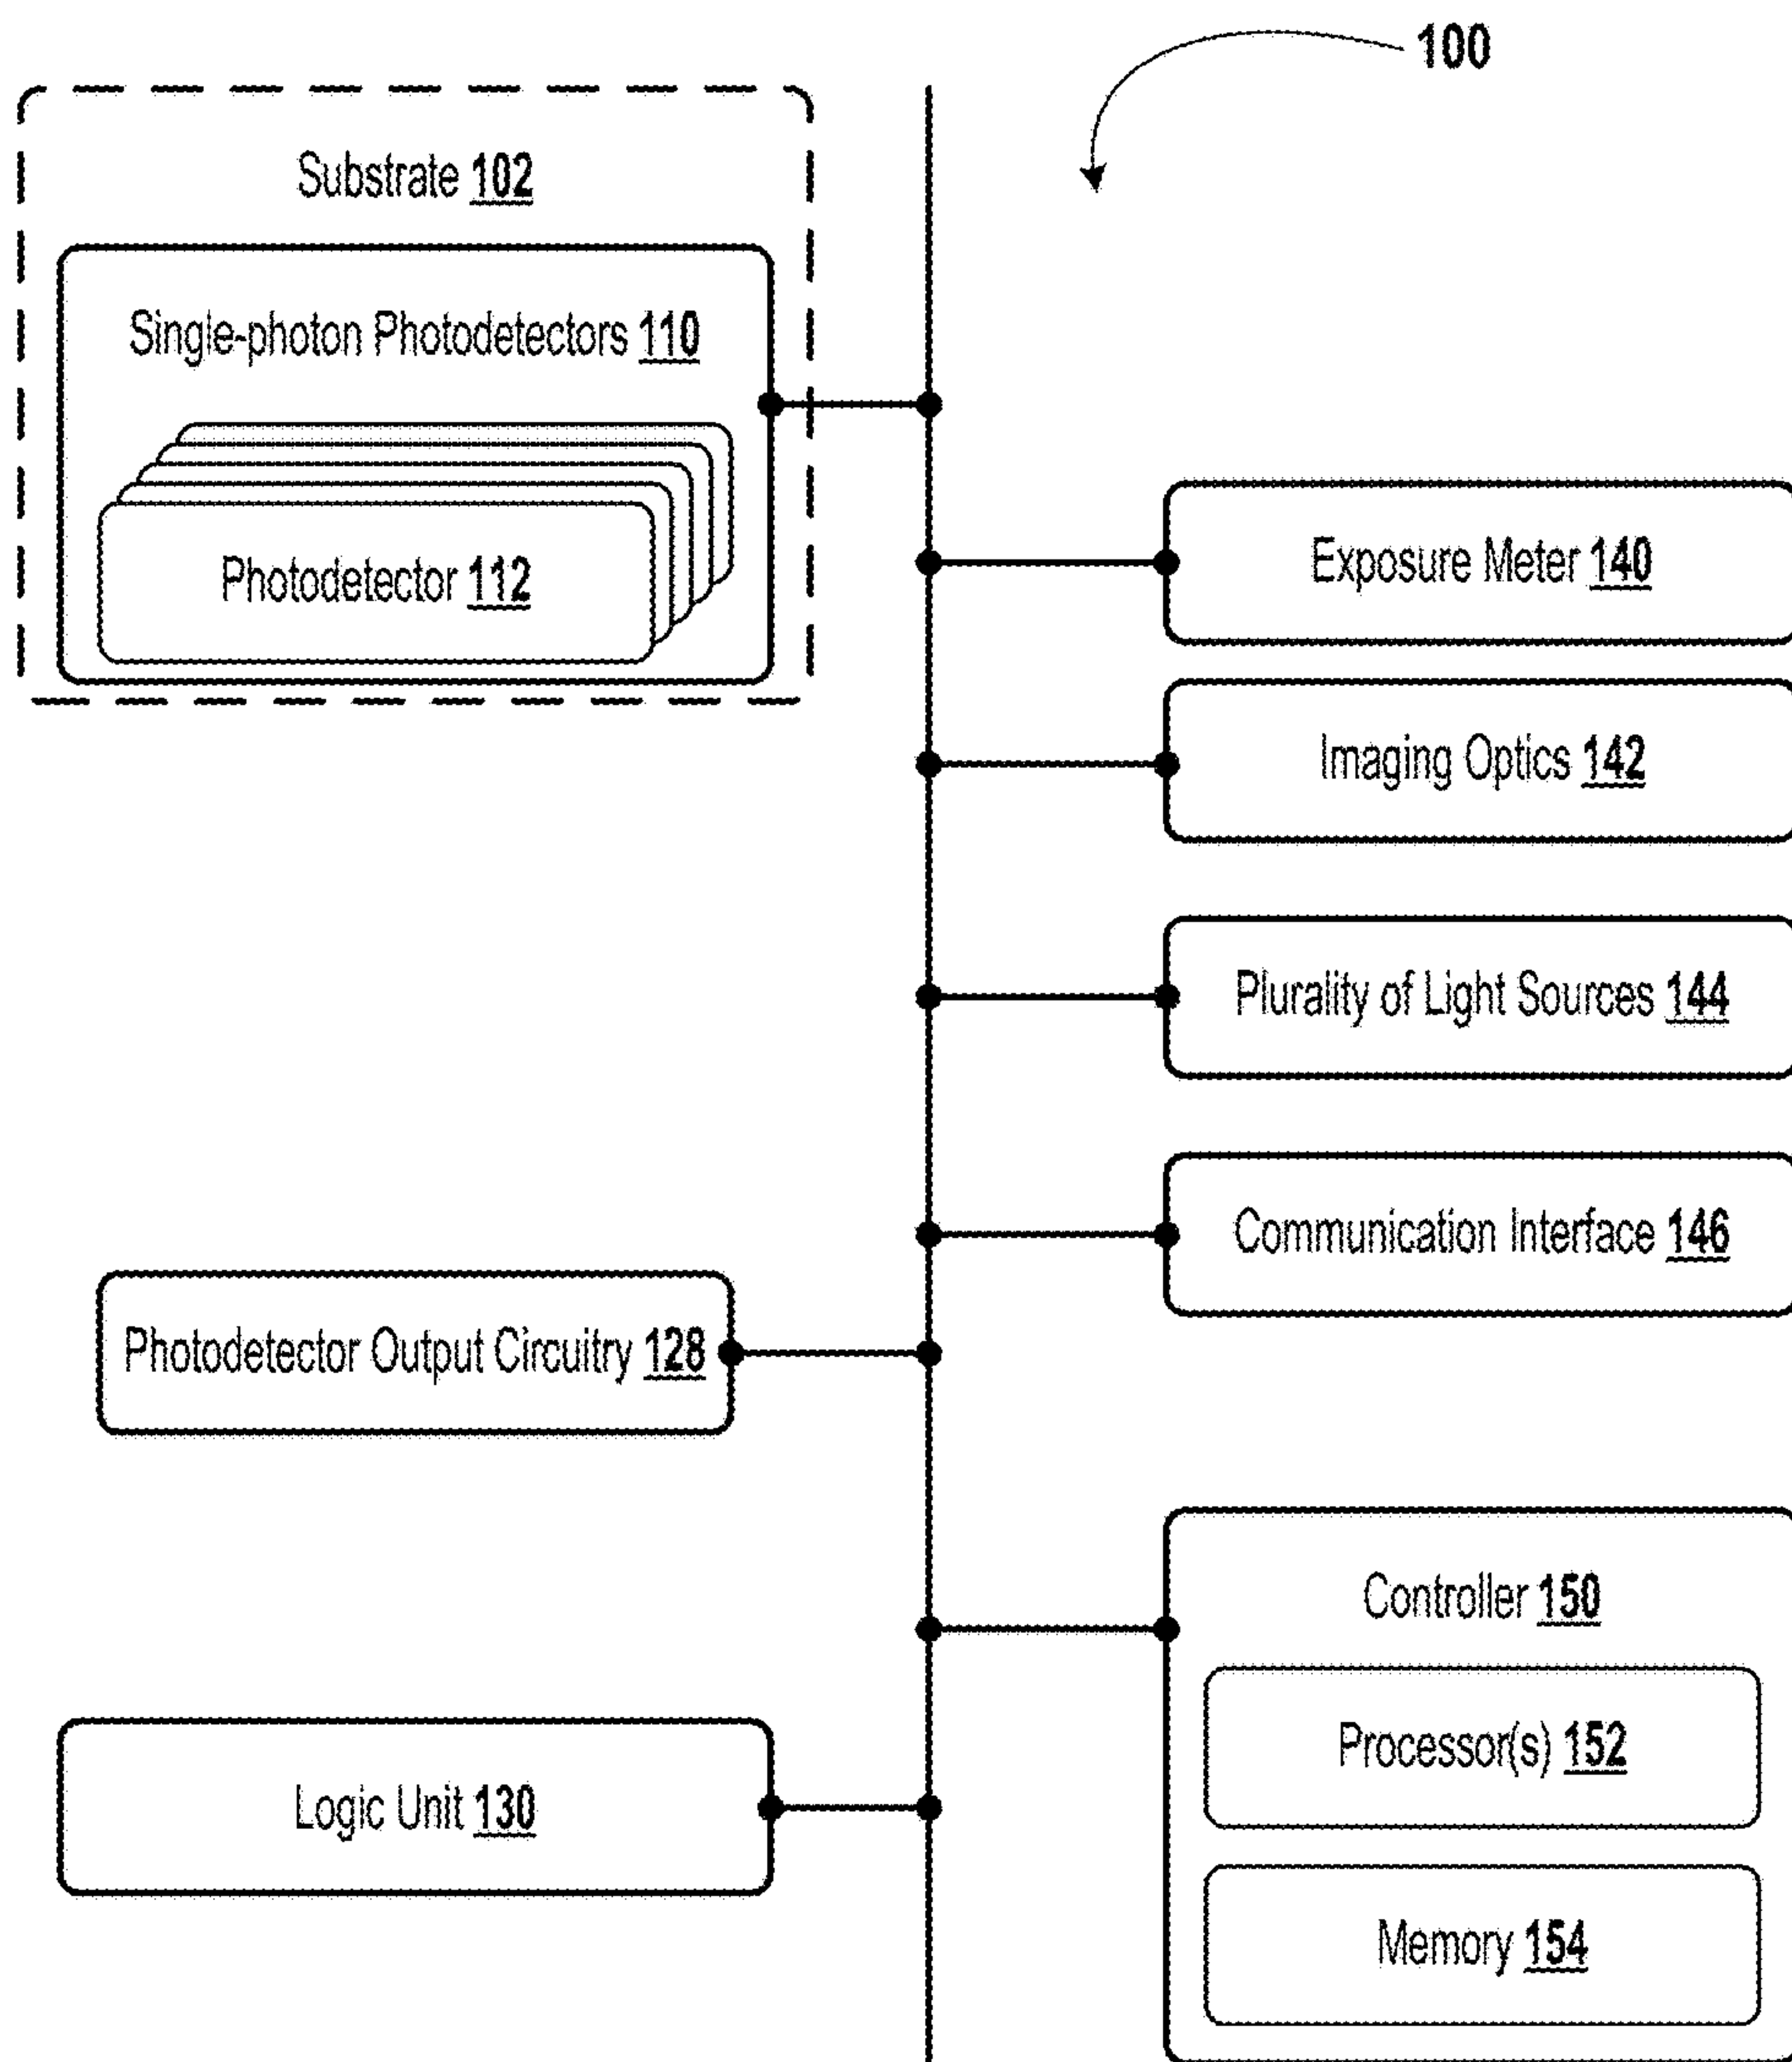 100
Substrate 102
Single-photon Photodetectors 110
Photodetector 112
Exposure Meter 140
Imaging Optics 142
Plurality of Light Sources 144
Communication Interface 146
Photodetector Output Circuitry 128
Controller 150
Processor(s) 152
Logic Unit 130
Memory 154